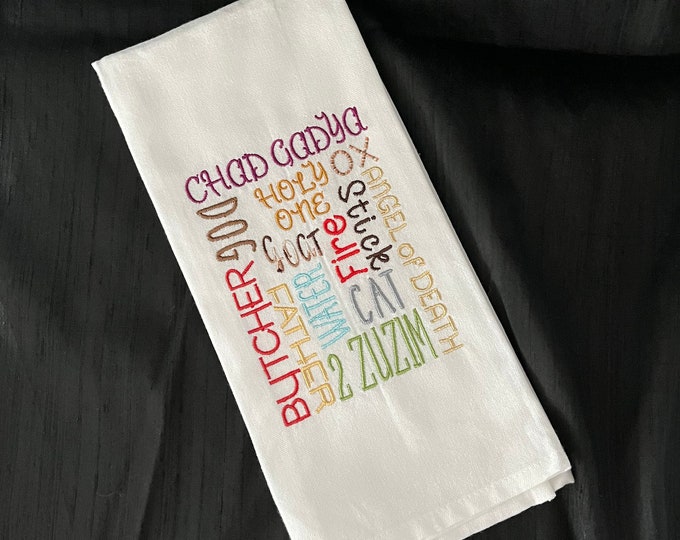 CHAD GADYA
DOG
HOLY
ONE
OX
ANGEL OF DEATH
GOAT
Fire
Stick
BUTCHER
FATHER
WATER
CAT
2 ZUZIM